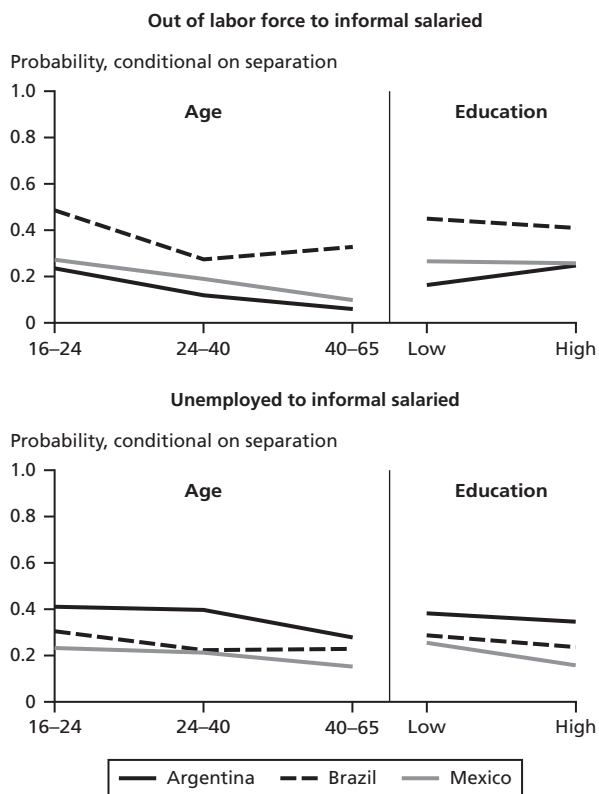 Out of labor force to informal salaried
Probability, conditional on separation
1.0
Age
Education
0.8
0.6
0.4
0.2
0
16–24
24–40
40–65
Low
High
Unemployed to informal salaried
Probability, conditional on separation
1.0
Age
Education
0.8
0.6
0.4
0.2
0
16–24
24–40
40–65
Low
High
Argentina
Brazil
Mexico